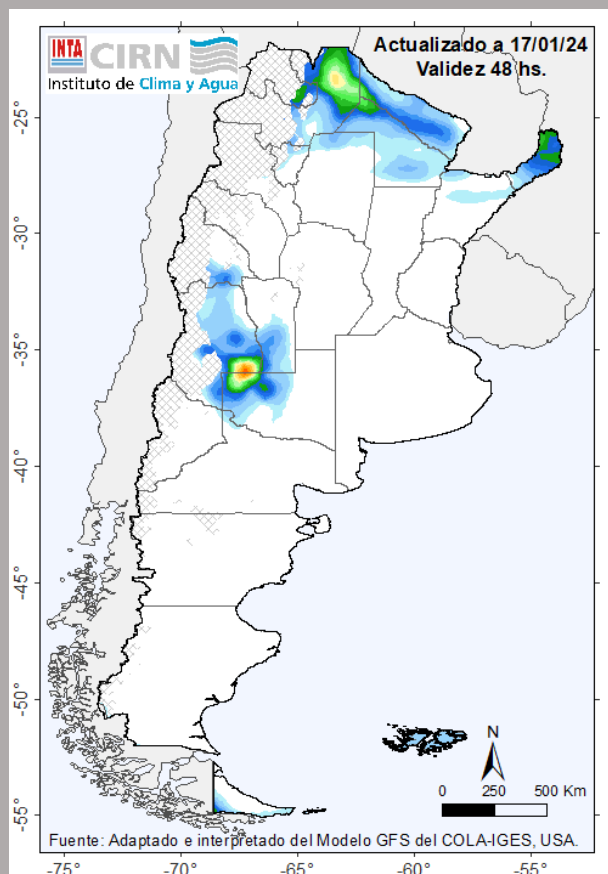 INTA CIRN
Instituto de Clima y Agua
Actualizado a 17/01/24
Validez 48 hs.
-25°
-30°
-35°
-40°
-45°
-50°
-55°
N
0 250 500 Km
Fuente: Adaptado e interpretado del Modelo GFS del COLA-IGES, USA.
-75° -70° -65° -60° -55°